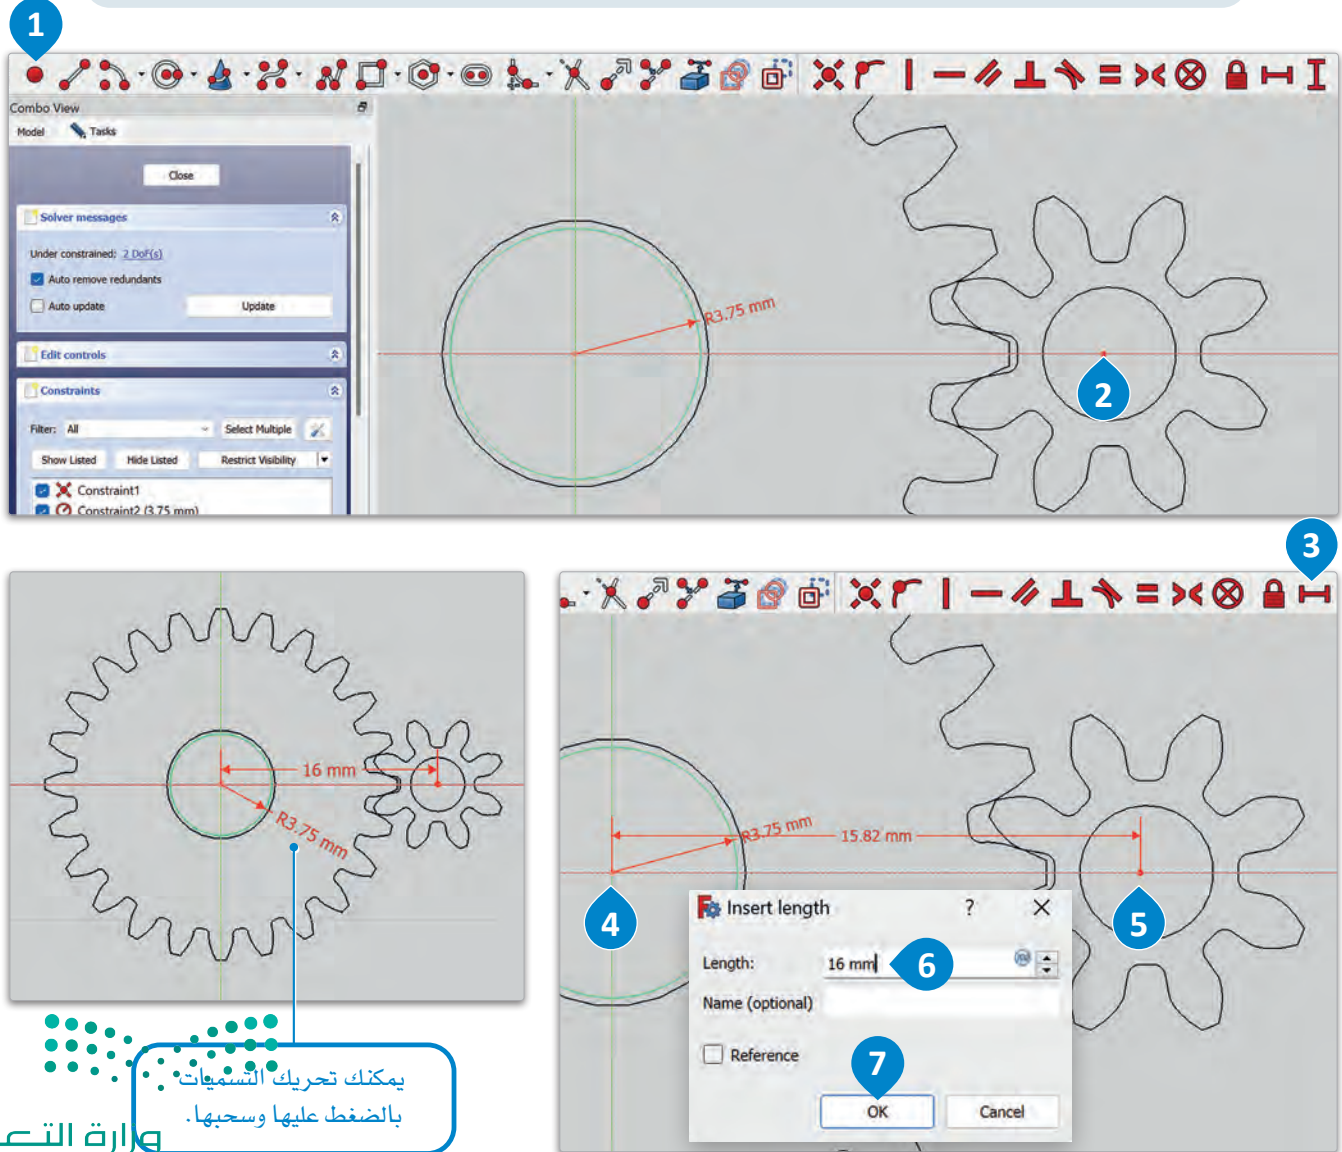 1
Combo View
Model Tasks
Close
Solver messages
Under constrained: 2 DoF(s)
Auto remove redundants
Auto update Update
Edit controls
Constraints
Filter: All Select Multiple
Show Listed Hide Listed Restrict Visibility
Constraint1
Constraint2 (3.75 mm)
R3.75 mm
2
3
16 mm
R3.75 mm
R3.75 mm
15.82 mm
4
5
Insert length ? X
Length: 16 mm
6
Name (optional)
Reference
7
OK Cancel
يمكنك تحريك التسميات
بالضغط عليها وسحبها.
وزارة التع